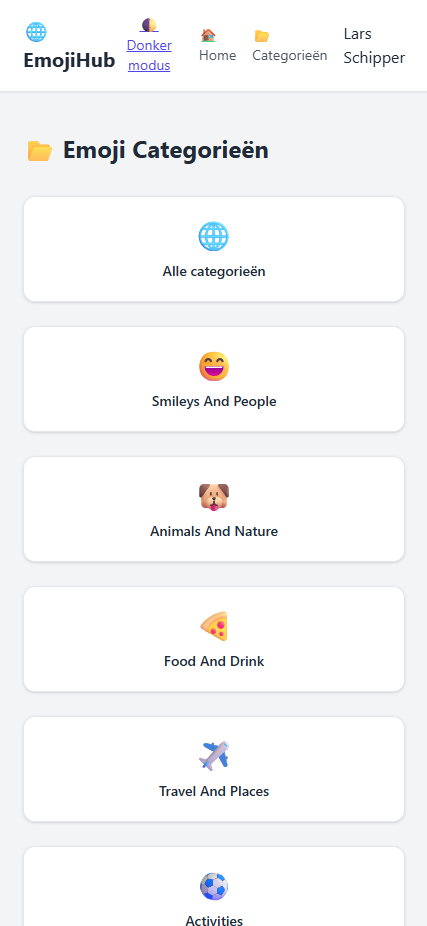 EmojiHub
Donker
modus
Home
Categorieën
Lars
Schipper
Emoji Categorieën
Alle categorieën
Smileys And People
Animals And Nature
Food And Drink
Travel And Places
Activities